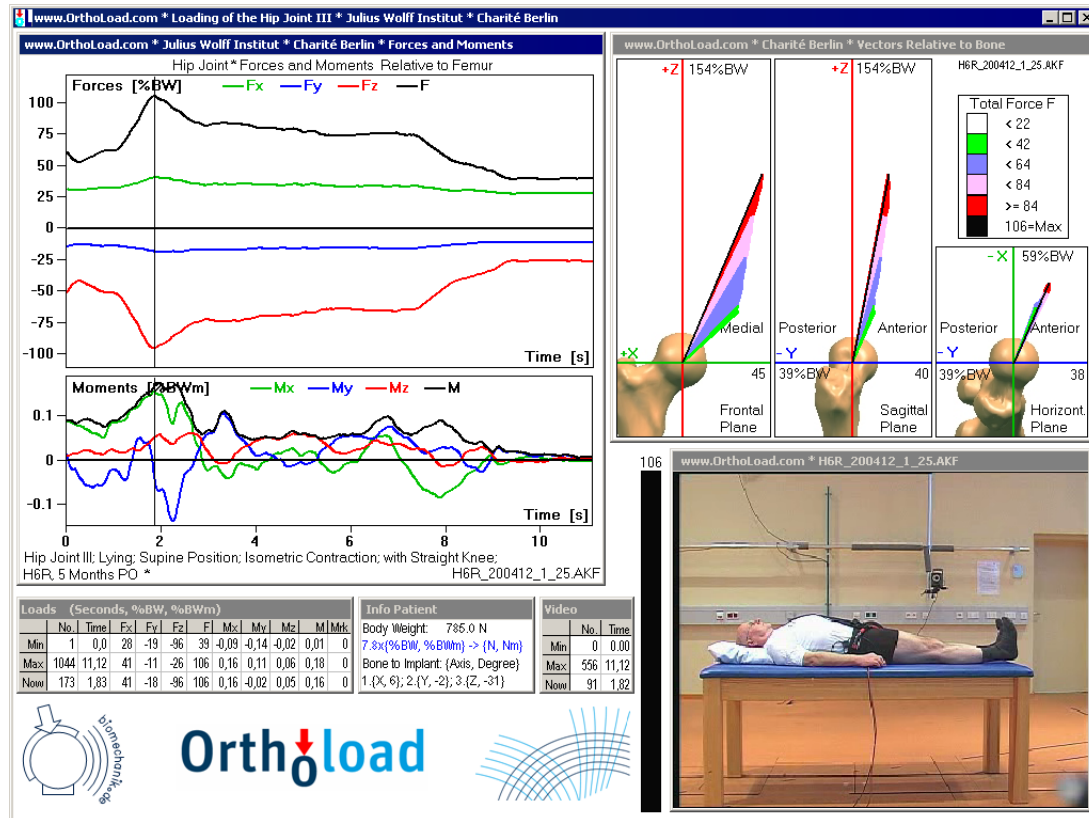 www.OrthoLoad.com * Loading of the Hip Joint III * Julius Wolff Institut * Charité Berlin
www.OrthoLoad.com * Julius Wolff Institut * Charité Berlin * Forces and Moments
Hip Joint * Forces and Moments Relative to Femur
Forces [%BW] Fx Fy Fz F
100
75
50
25
0
-25
-50
-75
-100
Time [s]
Moments [%BWm] Mx My Mz M
0.1
0
-0.1
Time [s]
0 2 4 6 8 10
Hip Joint III; Lying; Supine Position; Isometric Contraction; with Straight Knee;
H6R, 5 Months PO * H6R_200412_1_25.AKF
www.OrthoLoad.com * Charité Berlin * Vectors Relative to Bone
+Z 154%BW
Medial
+X
45
Frontal
Plane
+Z 154%BW
Posterior Anterior
-Y
39%BW 40
Sagittal
Plane
H6R_200412_1_25.AKF
Total Force F
< 22
< 42
< 64
< 84
>= 84
106=Max
-X 59%BW
Posterior Anterior
-Y
39%BW 38
Horizont.
Plane
Loads (Seconds, %BW, %BWm)
No. Time Fx Fy Fz F Mx My Mz M Mrk
Min 1 0,0 28 -19 -96 39 -0,09 -0,14 -0,02 0,01 0
Max 1044 11,12 41 -11 -26 106 0,16 0,11 0,06 0,18 0
Now 173 1,83 41 -18 -96 106 0,16 -0,02 0,05 0,16 0
Info Patient
Body Weight: 785.0 N
7.8x{%BW, %BWm} -> {N, Nm}
Bone to Implant: {Axis, Degree}
1.{X, 6}; 2.{Y, -2}; 3.{Z, -31}
Video
No. Time
Min 0 0.00
Max 556 11,12
Now 91 1,82
106
www.OrthoLoad.com * H6R_200412_1_25.AKF
biomechanik.de
Orthoload